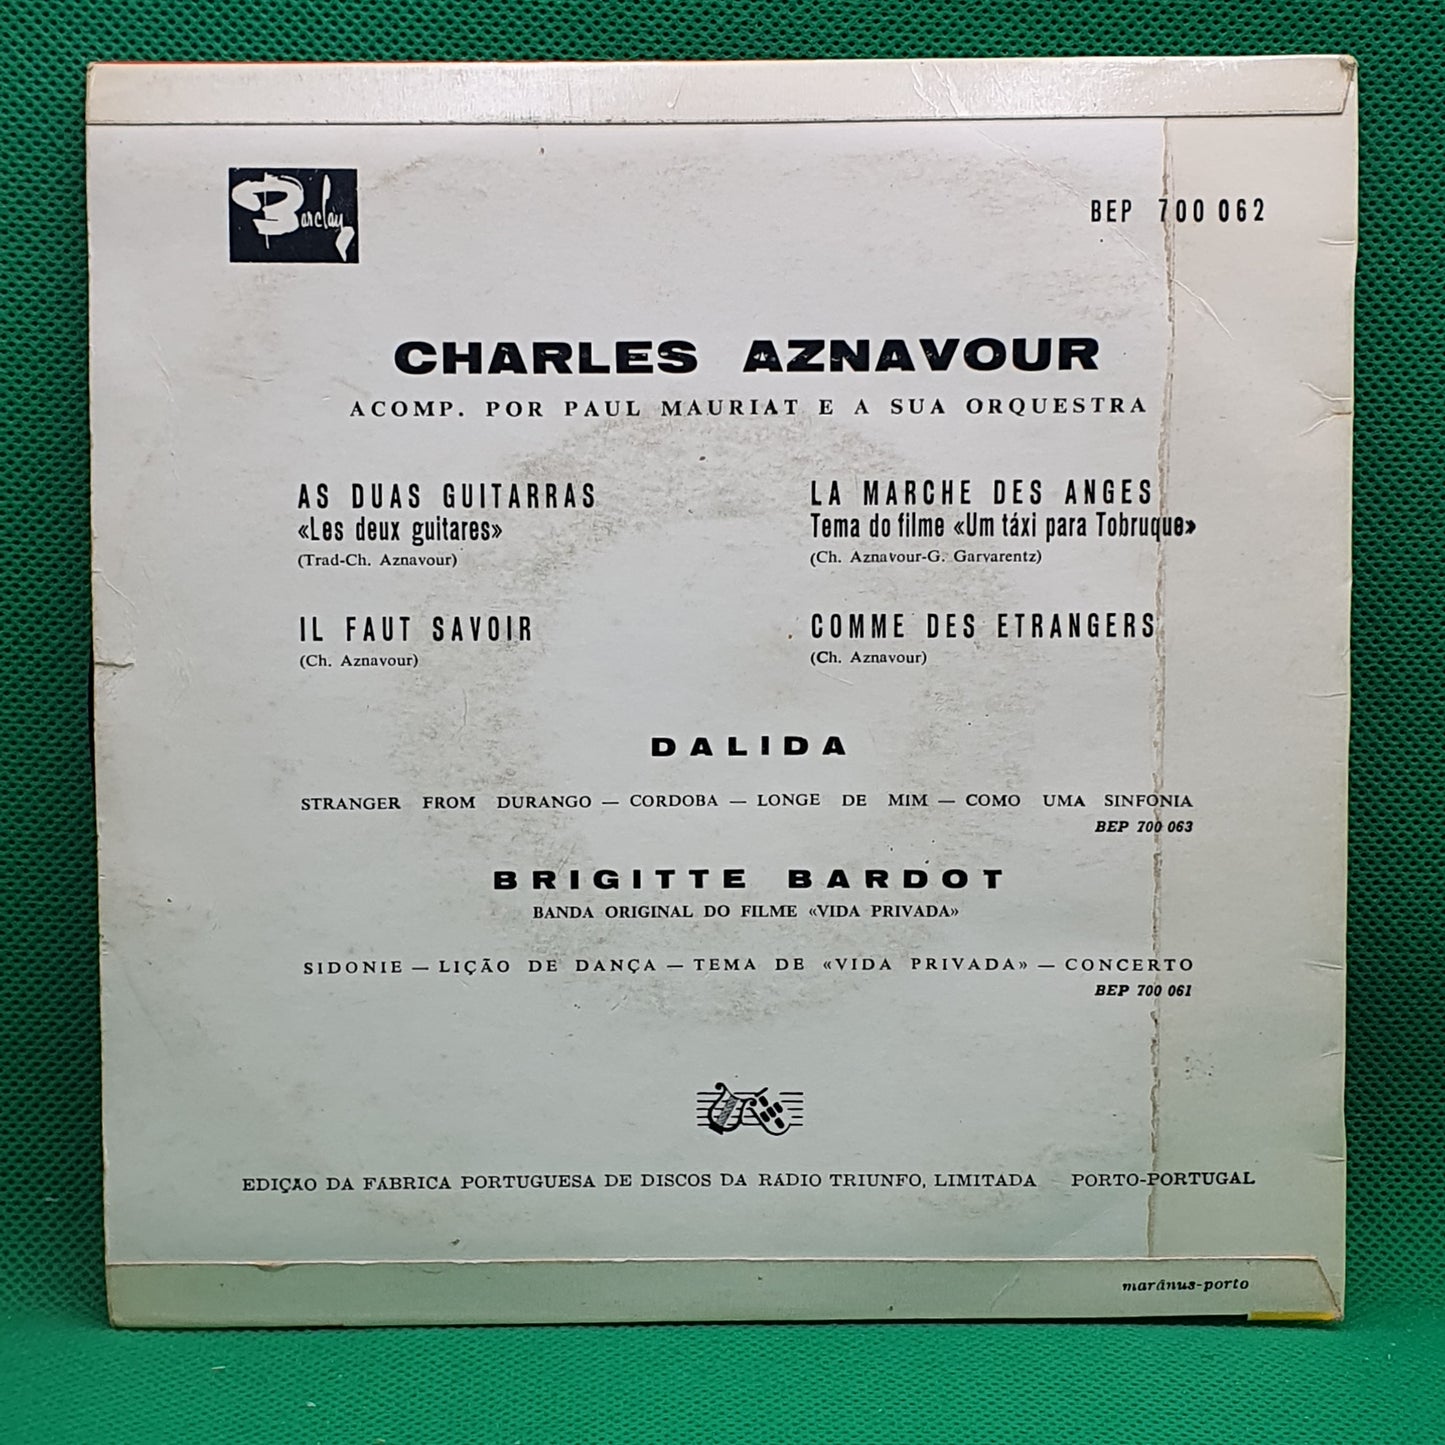 Barclay
BEP 700 062
CHARLES AZNAVOUR
ACOMP. POR PAUL MAURIAT E A SUA ORQUESTRA
AS DUAS GUITARRAS
«Les deux guitares»
(Trad-Ch. Aznavour)
IL FAUT SAVOIR
(Ch. Aznavour)
LA MARCHE DES ANGES
Tema do filme «Um táxi para Tobruque»
(Ch. Aznavour-G. Garvarentz)
COMME DES ETRANGERS
(Ch. Aznavour)
DALIDA
STRANGER FROM DURANGO — CORDOBA — LONGE DE MIM — COMO UMA SINFONIA
BEP 700 063
BRIGITTE BARDOT
BANDA ORIGINAL DO FILME «VIDA PRIVADA»
SIDONIE — LIÇÃO DE DANÇA — TEMA DE «VIDA PRIVADA» — CONCERTO
BEP 700 061
EDIÇÃO DA FÁBRICA PORTUGUESA DE DISCOS DA RÁDIO TRIUNFO, LIMITADA PORTO-PORTUGAL
marânus-porto